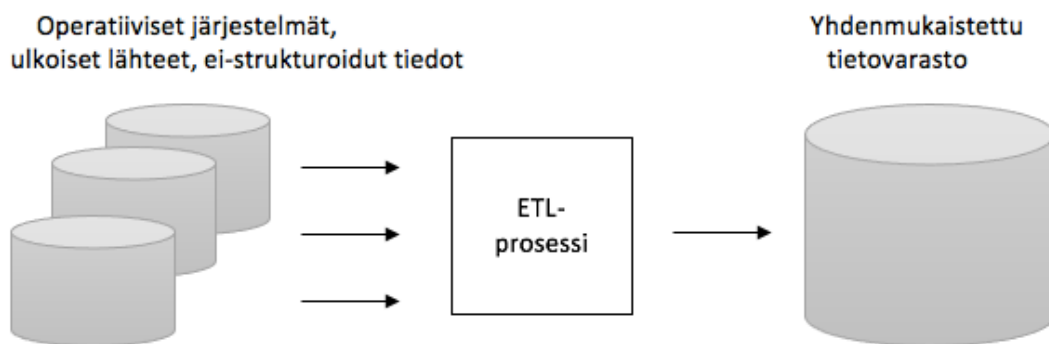 Operatiiviset järjestelmät,
ulkoiset lähteet, ei-strukturoidut tiedot
Yhdenmukaistettu
tietovarasto
ETL-
prosessi